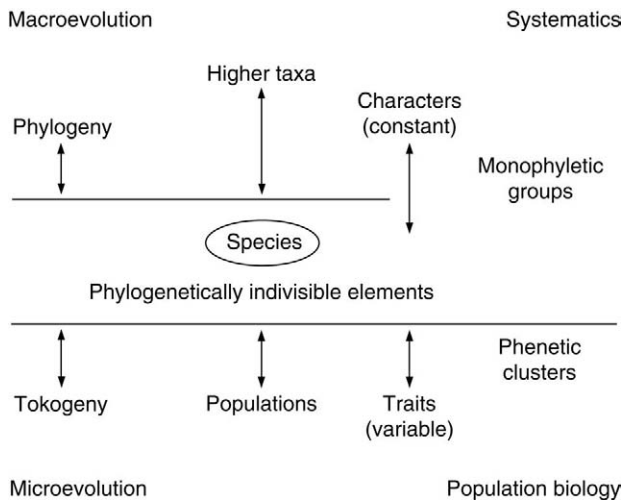 Macroevolution
Systematics
Higher taxa
Characters
(constant)
Phylogeny
Monophyletic
groups
Species
Phylogenetically indivisible elements
Phenetic
clusters
Tokogeny
Populations
Traits
(variable)
Microevolution
Population biology